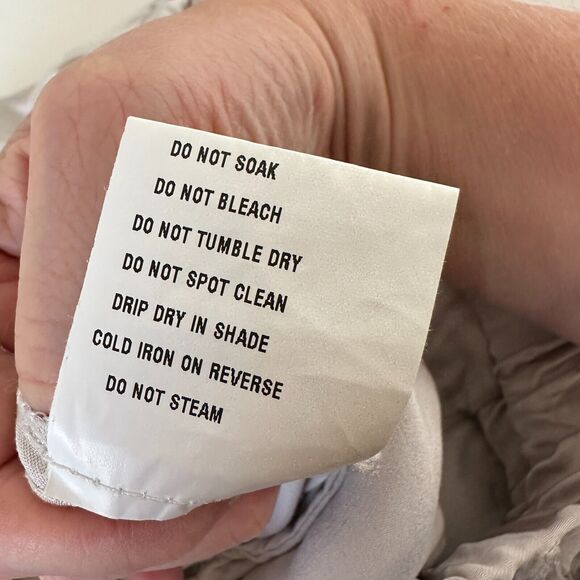 DO NOT SOAK
DO NOT BLEACH
DO NOT TUMBLE DRY
DO NOT SPOT CLEAN
DRIP DRY IN SHADE
COLD IRON ON REVERSE
DO NOT STEAM